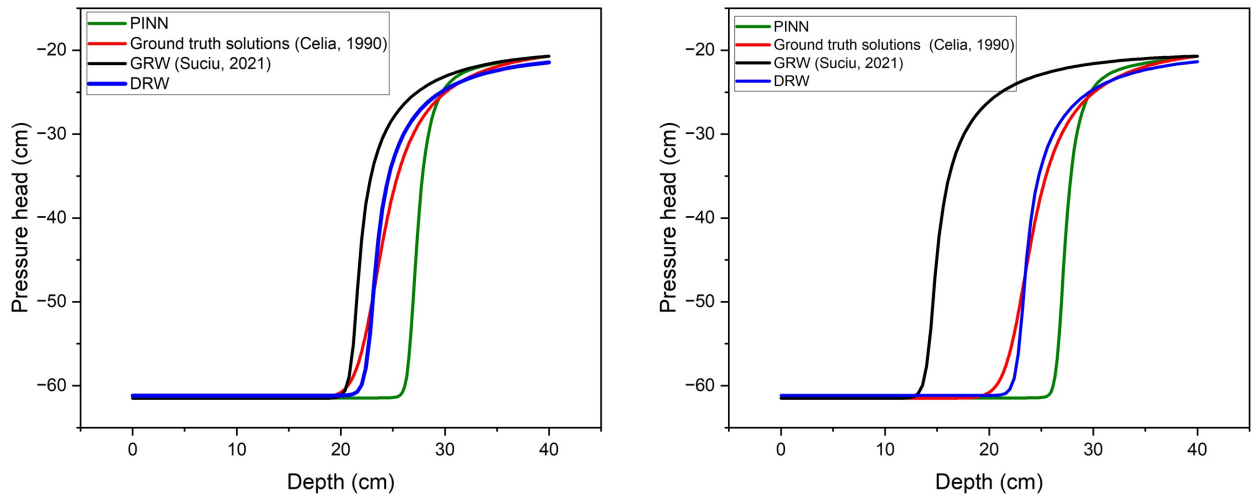 PINN
Ground truth solutions (Celia, 1990)
GRW (Suciu, 2021)
DRW
−20
−30
−40
−50
−60
0 10 20 30 40
Pressure head (cm)
Depth (cm)
PINN
Ground truth solutions (Celia, 1990)
GRW (Suciu, 2021)
DRW
−20
−30
−40
−50
−60
0 10 20 30 40
Pressure head (cm)
Depth (cm)